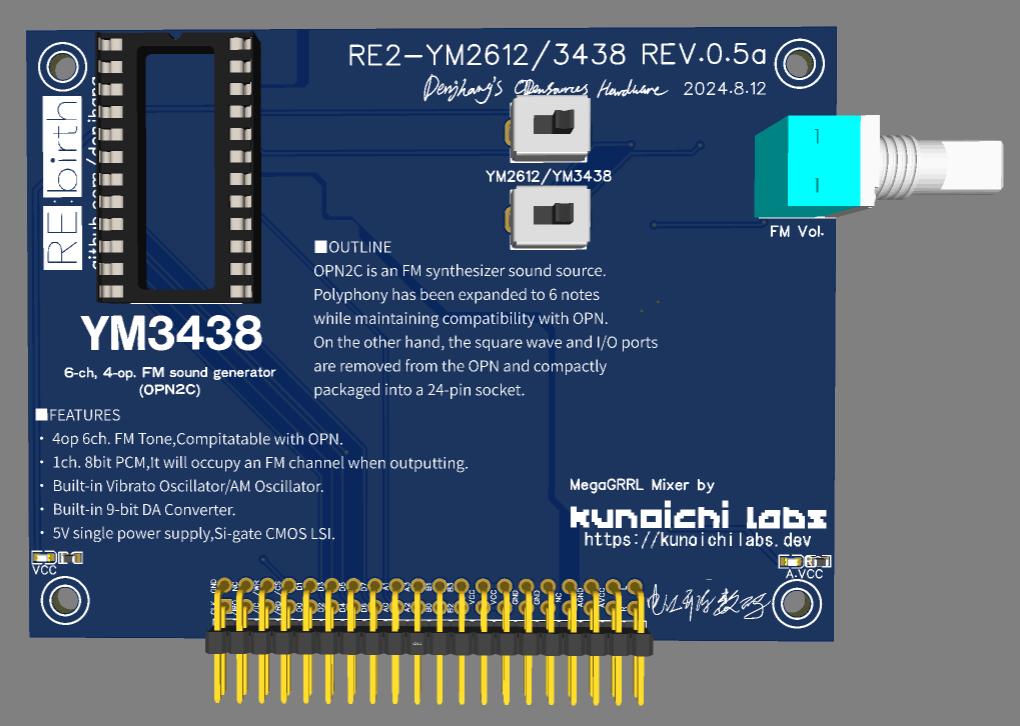 RE2-YM2612/3438 REV.0.5a
Denjhang's Opensources Hardware 2024.8.12
RE:birth
github.com/denjhang
YM2612/YM3438
1
1
FM Vol.
■OUTLINE
OPN2C is an FM synthesizer sound source.
Polyphony has been expanded to 6 notes
while maintaining compatibility with OPN.
On the other hand, the square wave and I/O ports
are removed from the OPN and compactly
packaged into a 24-pin socket.
YM3438
6-ch, 4-op. FM sound generator
(OPN2C)
■FEATURES
· 4op 6ch. FM Tone,Compitatable with OPN.
· 1ch. 8bit PCM,It will occupy an FM channel when outputting.
· Built-in Vibrato Oscillator/AM Oscillator.
· Built-in 9-bit DA Converter.
· 5V single power supply,Si-gate CMOS LSI.
MegaGRRL Mixer by
kunoichi labs
https://kunoichilabs.dev
VCC
A.VCC